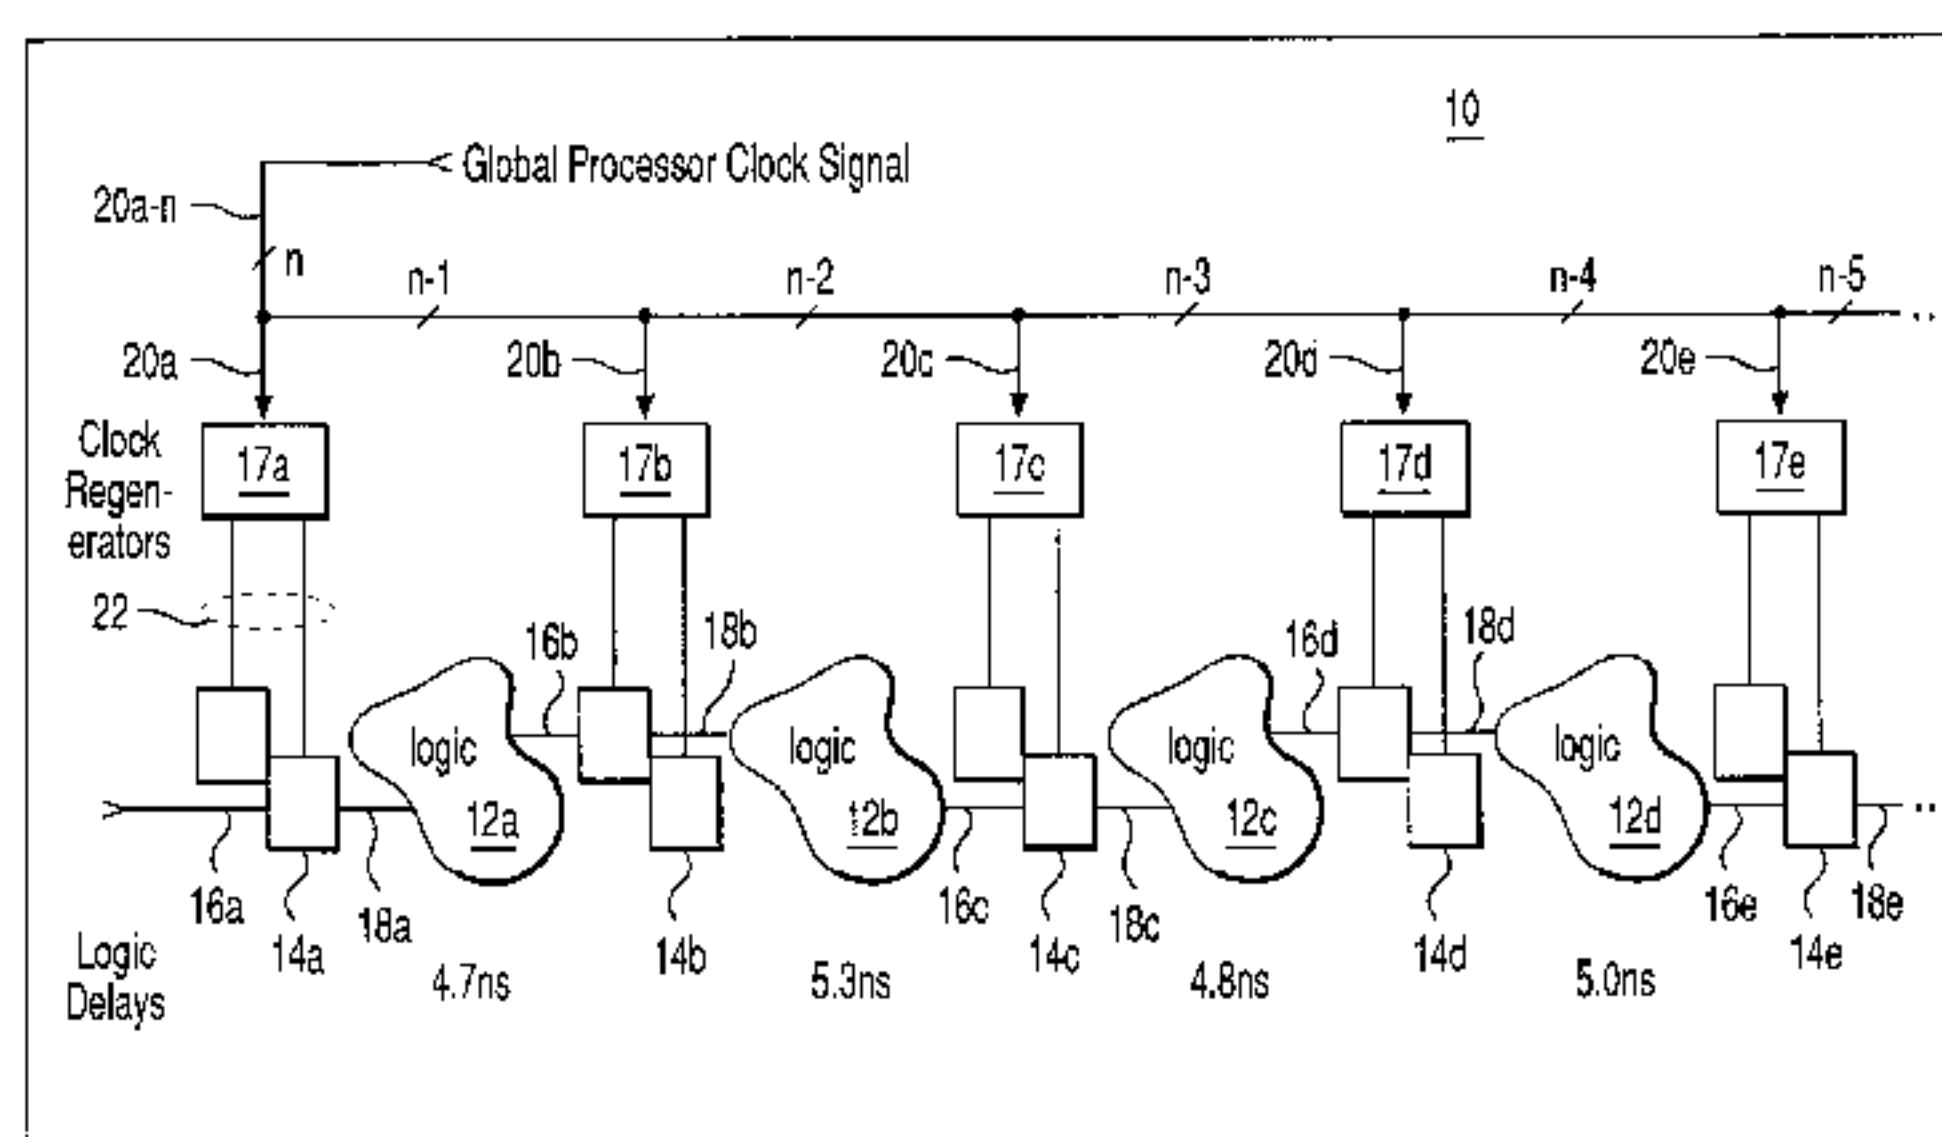 10
Global Processor Clock Signal
20a-n
n
n-1
n-2
n-3
n-4
n-5
20a
20b
20c
20d
20e
Clock
Regen-
erators
17a
17b
17c
17d
17e
22
16b
18b
16d
18d
logic
logic
logic
logic
12a
12b
12c
12d
16a
14a
18a
14b
16c
14c
18c
14d
16e
14e
18e
Logic
Delays
4.7ns
5.3ns
4.8ns
5.0ns